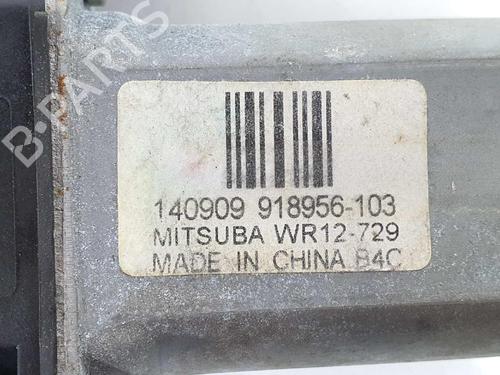 B-PARTS
140909 918956-103
MITSUBA WR12-729
MADE IN CHINA B4C